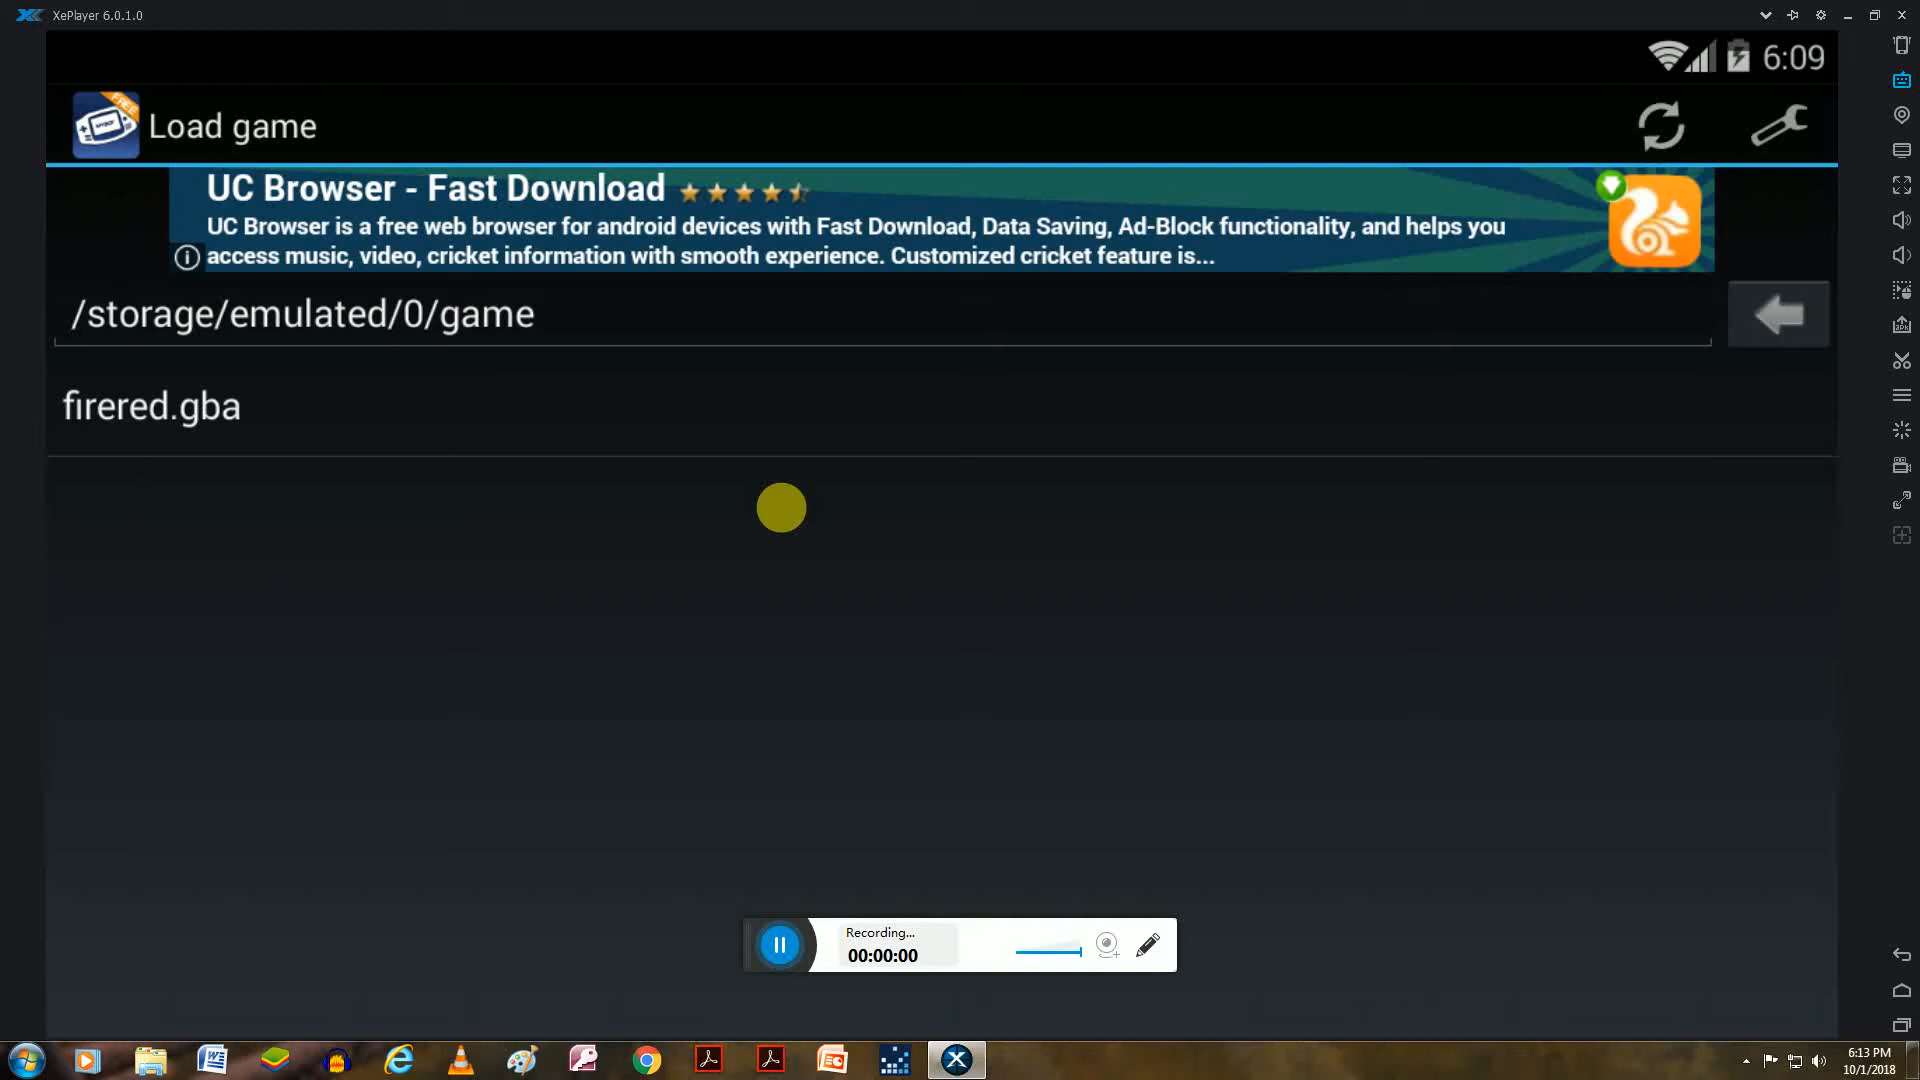 XePlayer 6.0.1.0
6:09
FREE
Load game
UC Browser - Fast Download
UC Browser is a free web browser for android devices with Fast Download, Data Saving, Ad-Block functionality, and helps you
access music, video, cricket information with smooth experience. Customized cricket feature is...
/storage/emulated/0/game
firered.gba
Recording...
00:00:00
6:13 PM
10/1/2018